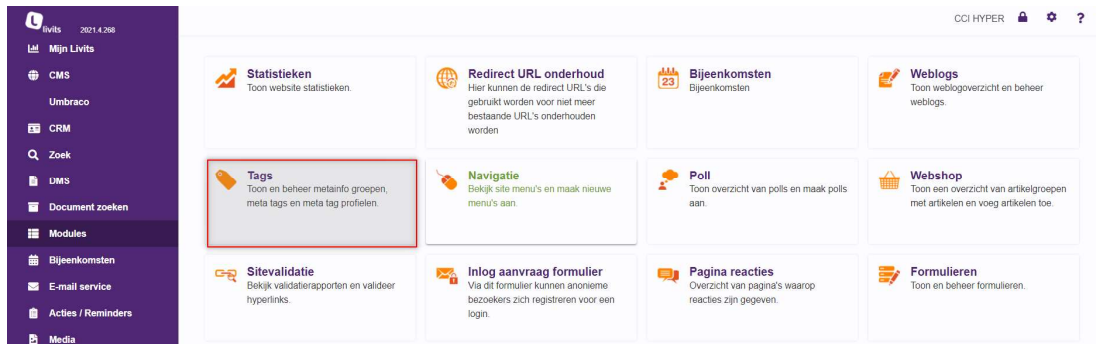 livits 2021.4.268
CCI HYPER
?
Mijn Livits
CMS
Umbraco
CRM
Zoek
DMS
Document zoeken
Modules
Bijeenkomsten
E-mail service
Acties / Reminders
Media
Statistieken
Toon website statistieken.
Redirect URL onderhoud
Hier kunnen de redirect URL's die
gebruikt worden voor niet meer
bestaande URL's onderhouden
worden
23
Bijeenkomsten
Bijeenkomsten
Weblogs
Toon weblogoverzicht en beheer
weblogs.
Tags
Toon en beheer metainfo groepen,
meta tags en meta tag profielen.
Navigatie
Bekijk site menu's en maak nieuwe
menu's aan.
Poll
Toon overzicht van polls en maak polls
aan.
Webshop
Toon een overzicht van artikelgroepen
met artikelen en voeg artikelen toe.
Sitevalidatie
Bekijk validatierapporten en valideer
hyperlinks.
Inlog aanvraag formulier
Via dit formulier kunnen anonieme
bezoekers zich registreren voor een
login.
Pagina reacties
Overzicht van pagina's waarop
reacties zijn gegeven.
Formulieren
Toon en beheer formulieren.